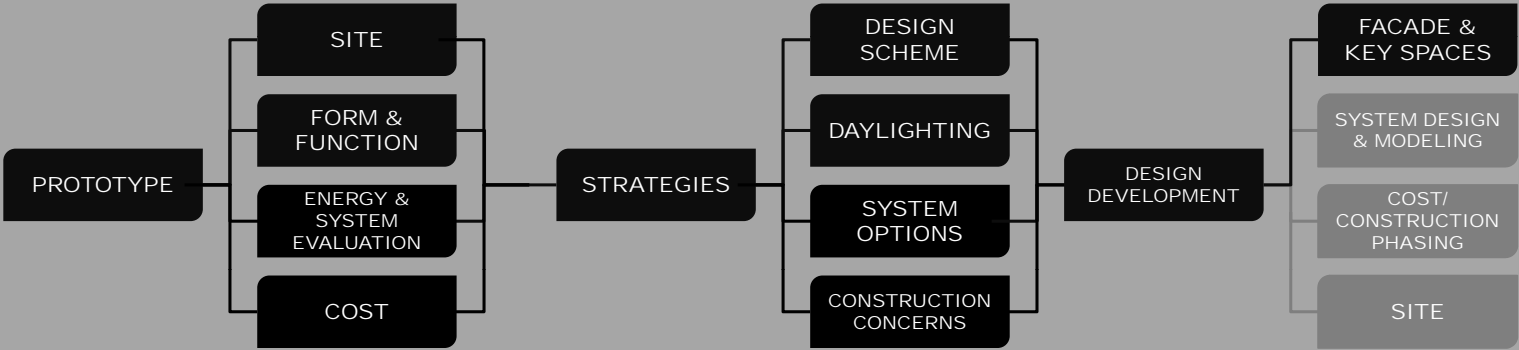 PROTOTYPE
SITE
FORM &
FUNCTION
ENERGY &
SYSTEM
EVALUATION
COST
STRATEGIES
DESIGN
SCHEME
DAYLIGHTING
SYSTEM
OPTIONS
CONSTRUCTION
CONCERNS
DESIGN
DEVELOPMENT
FACADE &
KEY SPACES
SYSTEM DESIGN
& MODELING
COST/
CONSTRUCTION
PHASING
SITE